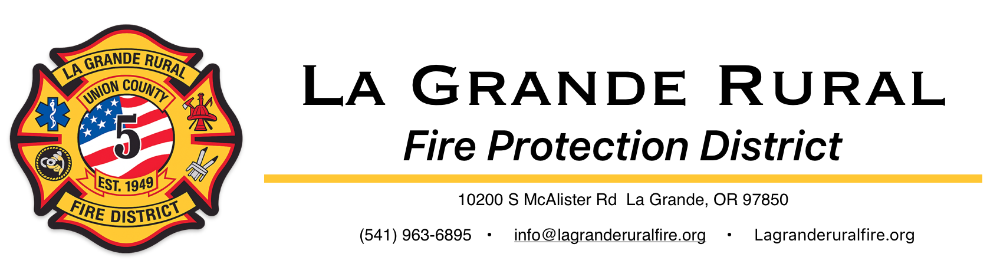 LA GRANDE RURAL
UNION COUNTY
5
EST. 1949
FIRE DISTRICT
LA GRANDE RURAL
Fire Protection District
10200 S McAlister Rd  La Grande, OR 97850
(541) 963-6895 • info@lagranderuralfire.org • Lagranderuralfire.org